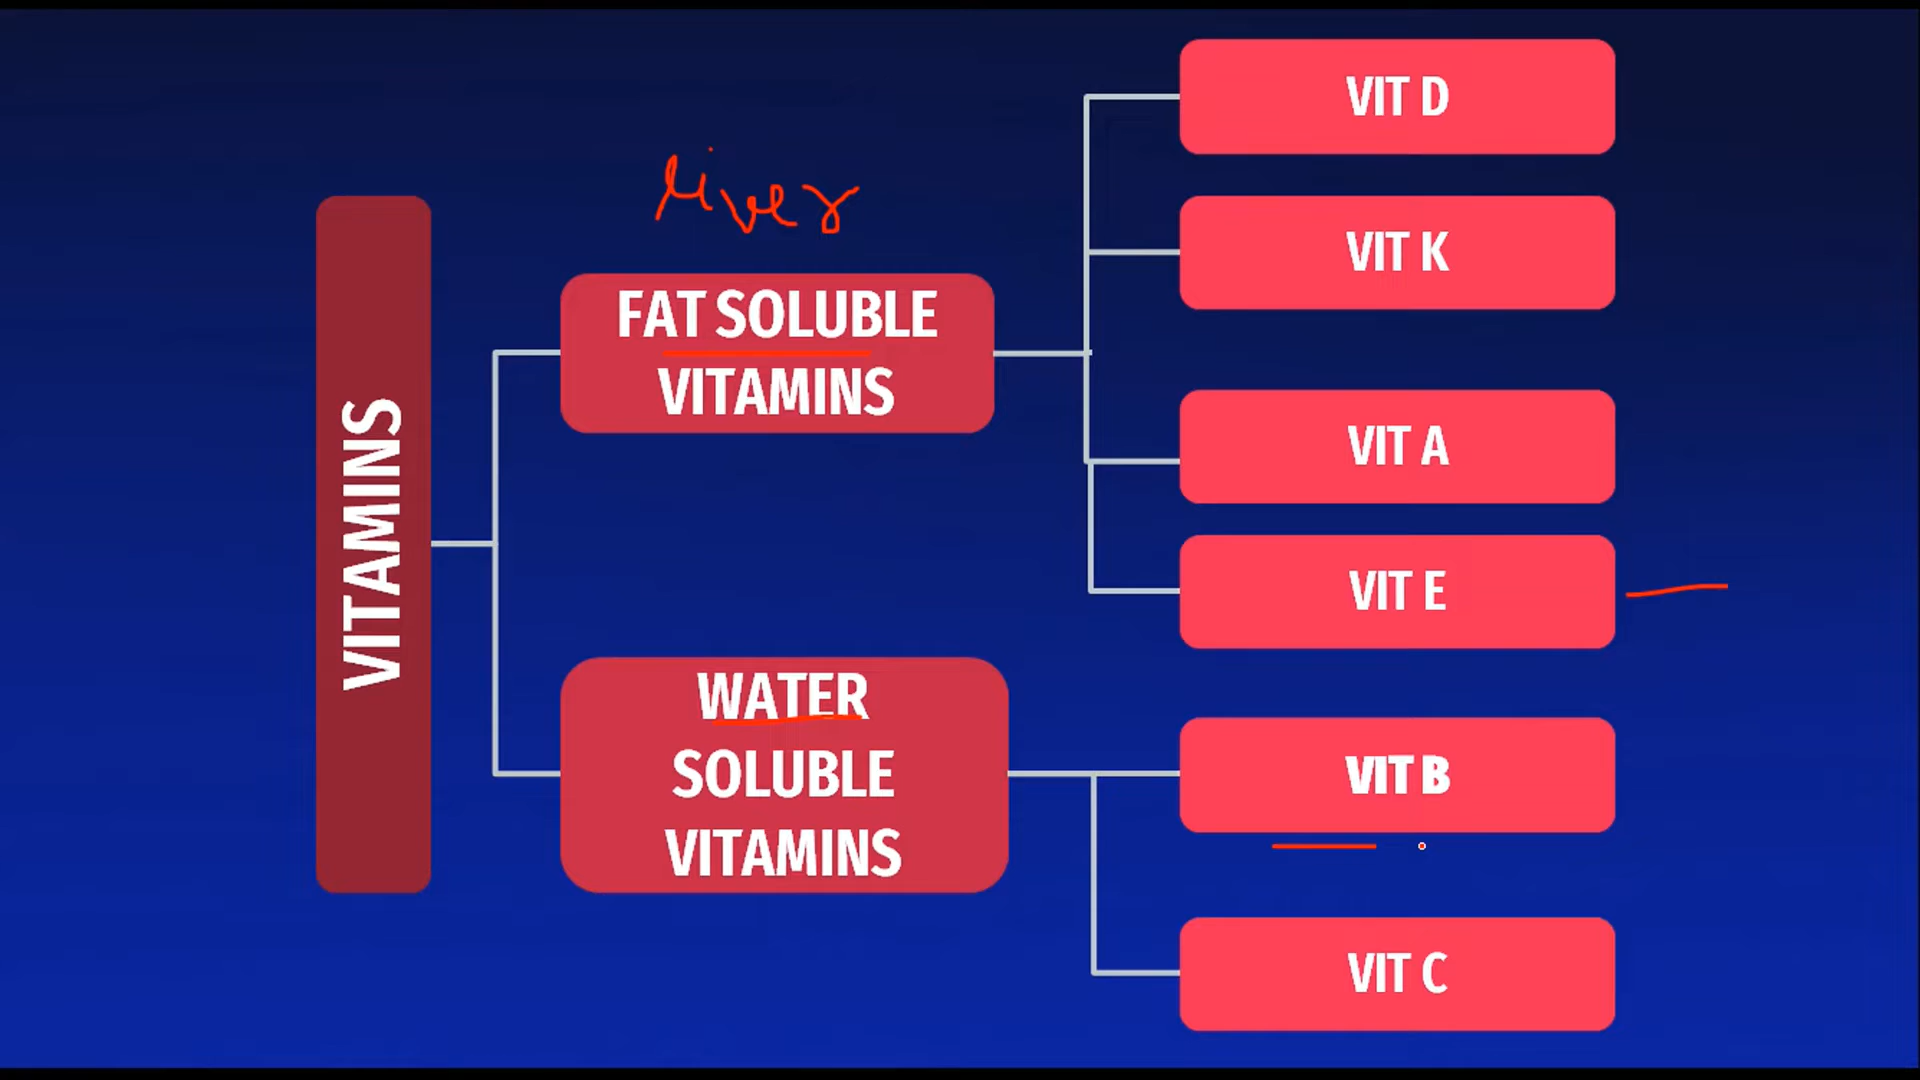 VITAMINS
liver
FAT SOLUBLE
VITAMINS
WATER
SOLUBLE
VITAMINS
VIT D
VIT K
VIT A
VIT E
VIT B
VIT C